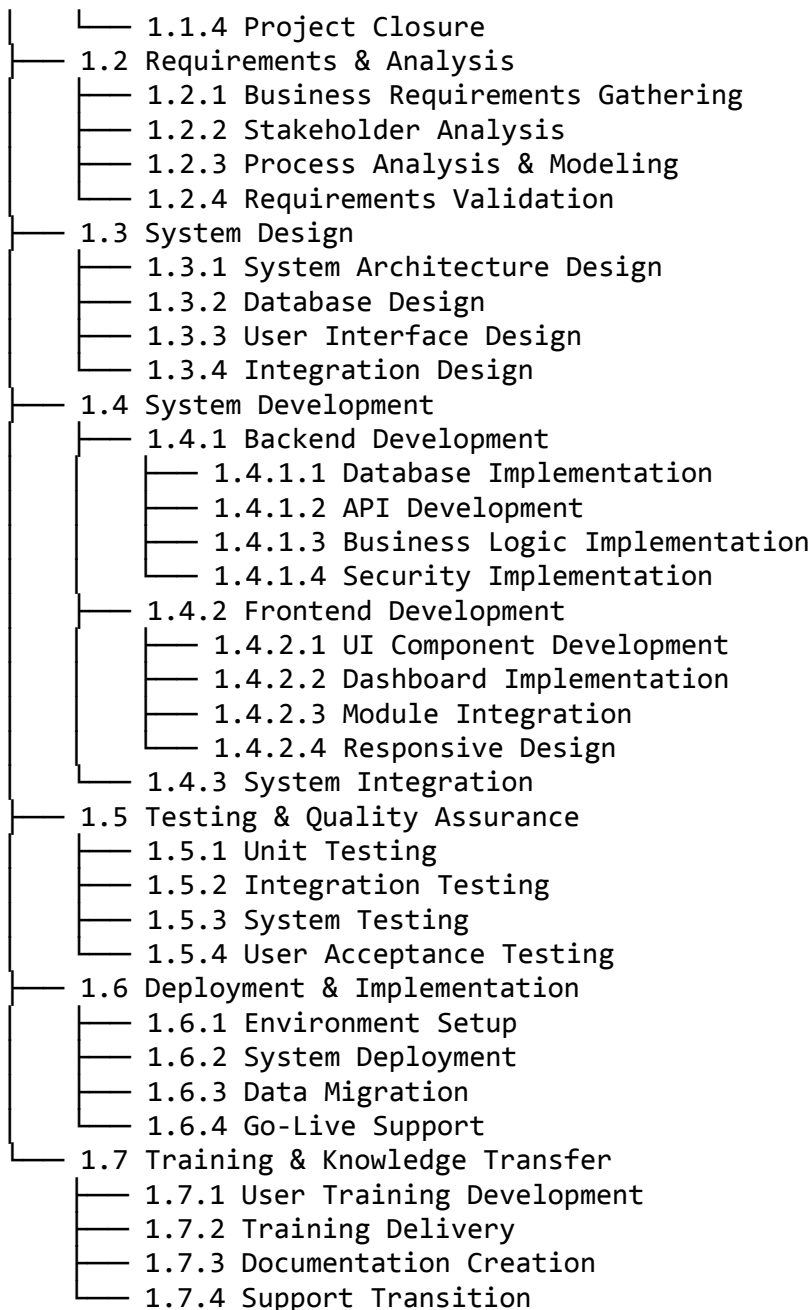 1.1.4 Project Closure
1.2 Requirements & Analysis
1.2.1 Business Requirements Gathering
1.2.2 Stakeholder Analysis
1.2.3 Process Analysis & Modeling
1.2.4 Requirements Validation
1.3 System Design
1.3.1 System Architecture Design
1.3.2 Database Design
1.3.3 User Interface Design
1.3.4 Integration Design
1.4 System Development
1.4.1 Backend Development
1.4.1.1 Database Implementation
1.4.1.2 API Development
1.4.1.3 Business Logic Implementation
1.4.1.4 Security Implementation
1.4.2 Frontend Development
1.4.2.1 UI Component Development
1.4.2.2 Dashboard Implementation
1.4.2.3 Module Integration
1.4.2.4 Responsive Design
1.4.3 System Integration
1.5 Testing & Quality Assurance
1.5.1 Unit Testing
1.5.2 Integration Testing
1.5.3 System Testing
1.5.4 User Acceptance Testing
1.6 Deployment & Implementation
1.6.1 Environment Setup
1.6.2 System Deployment
1.6.3 Data Migration
1.6.4 Go-Live Support
1.7 Training & Knowledge Transfer
1.7.1 User Training Development
1.7.2 Training Delivery
1.7.3 Documentation Creation
1.7.4 Support Transition